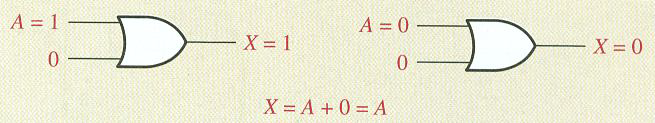 A = 1
0
X = 1
A = 0
0
X = 0
X = A + 0 = A